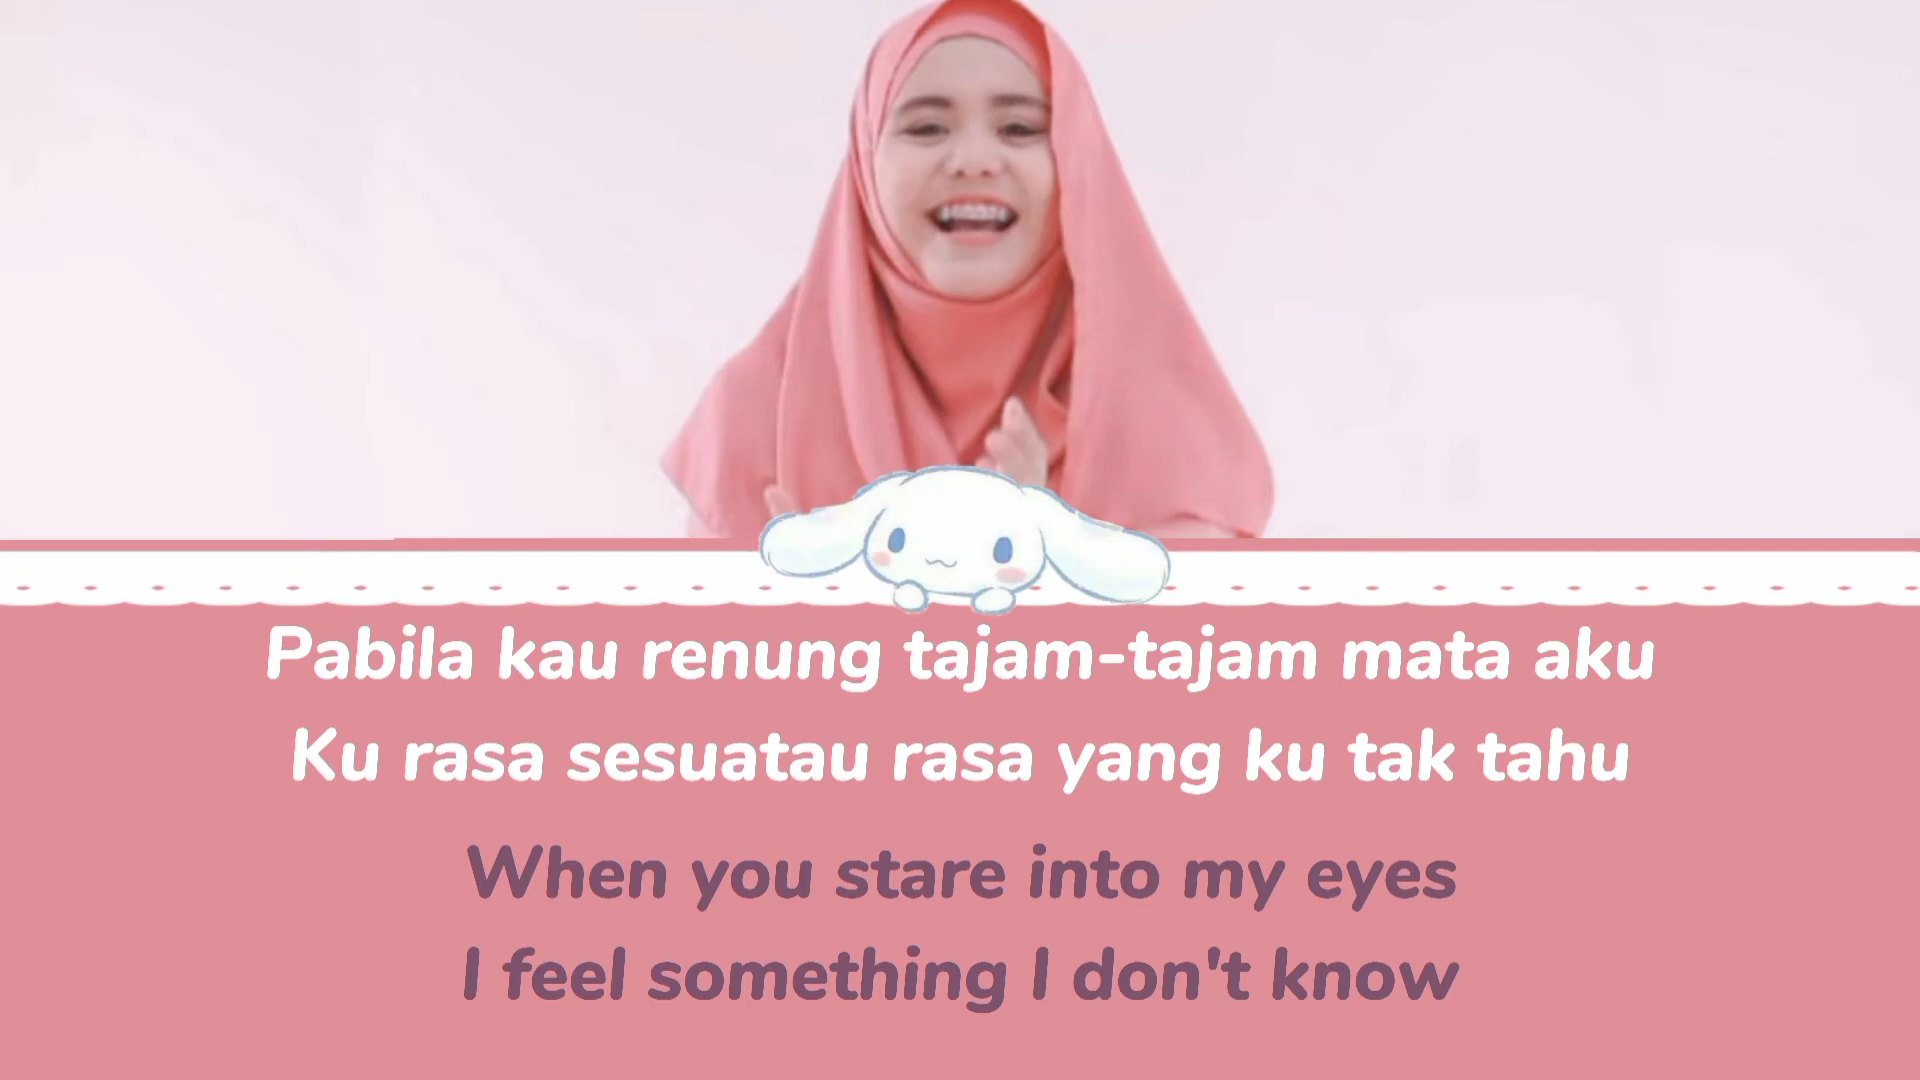 Pabila kau renung tajam-tajam mata aku
Ku rasa sesuatau rasa yang ku tak tahu
When you stare into my eyes
I feel something I don't know